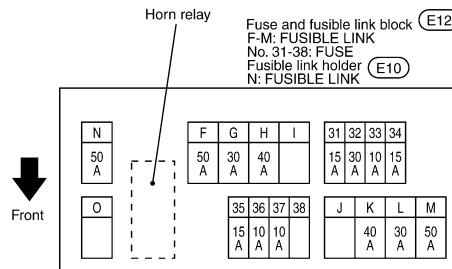 Horn relay
Fuse and fusible link block E12
F-M: FUSIBLE LINK
No. 31-38: FUSE
Fusible link holder E10
N: FUSIBLE LINK
N F G H I 31 32 33 34
50 A 50 A 30 A 40 A 15 A 30 A 10 A 15 A
Front
O 35 36 37 38 J K L M
15 A 10 A 10 A 40 A 30 A 50 A